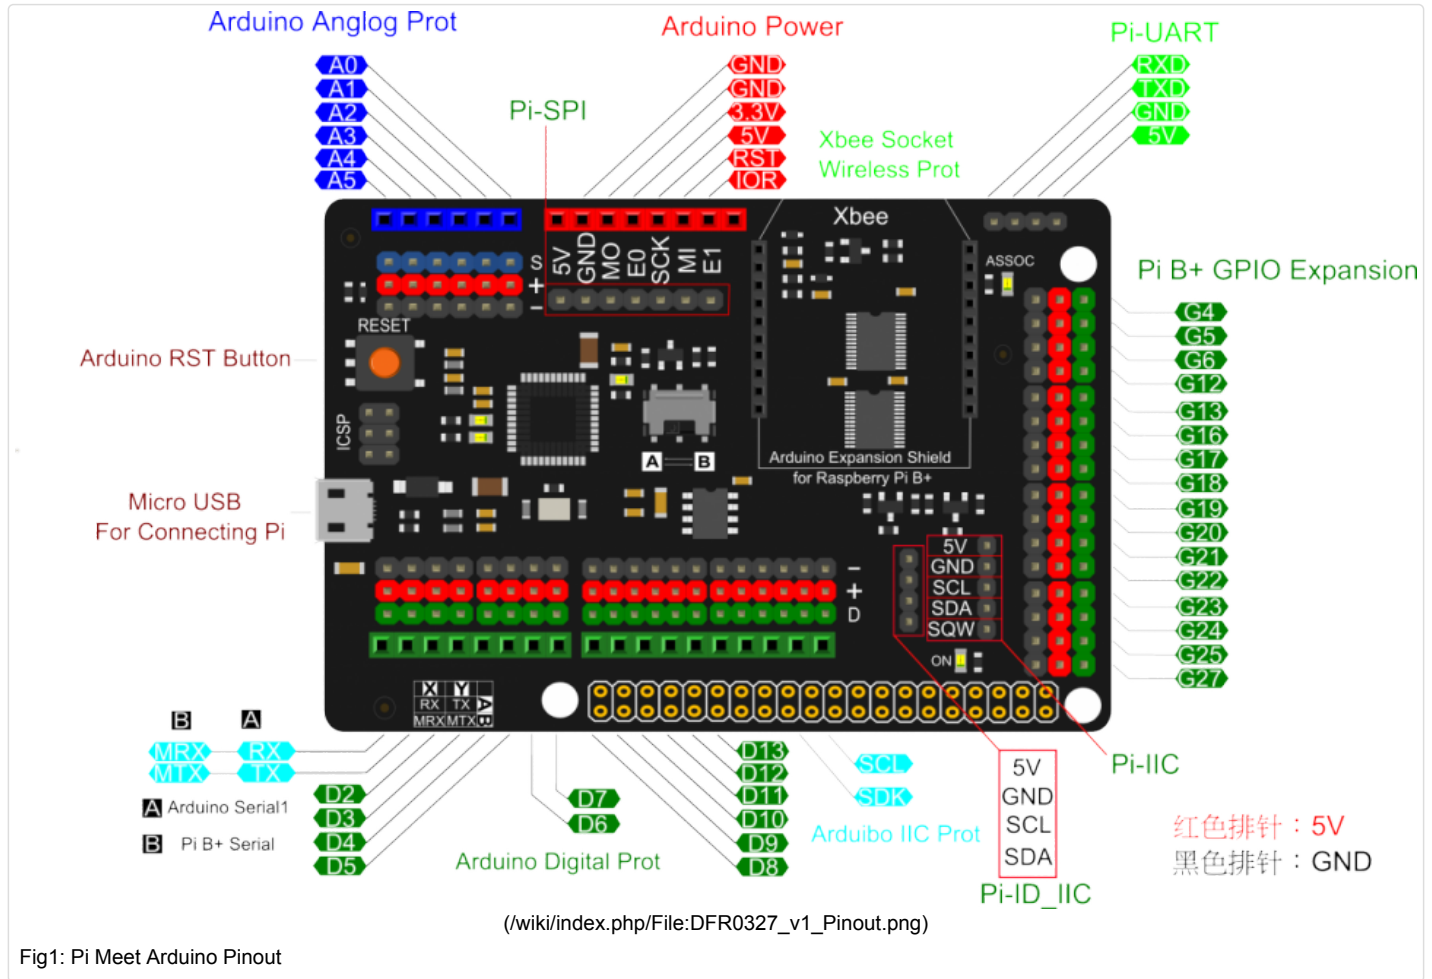 Arduino Anglog Prot
Arduino Power
Pi-UART
A0
A1
A2
A3
A4
A5
Pi-SPI
GND
GND
3.3V
5V
RST
IOR
Xbee Socket
Wireless Prot
RXD
TXD
GND
5V
Xbee
ASSOC
Pi B+ GPIO Expansion
S
+
−
5V
GND
MO
E0
SCK
MI
E1
RESET
Arduino RST Button
ICSP
A
B
Arduino Expansion Shield
for Raspberry Pi B+
G4
G5
G6
G12
G13
G16
G17
G18
G19
G20
G21
G22
G23
G24
G25
G27
Micro USB
For Connecting Pi
−
+
D
5V
GND
SCL
SDA
SQW
ON
X Y
RX TX A
MRX MTX B
B A
MRX RX
MTX TX
A Arduino Serial1
B Pi B+ Serial
D2
D3
D4
D5
D7
D6
Arduino Digital Prot
D13
D12
D11
D10
D9
D8
SCL
SDK
Arduibo IIC Prot
5V
GND
SCL
SDA
Pi-ID_IIC
Pi-IIC
红色排针：5V
黑色排针：GND
(/wiki/index.php/File:DFR0327_v1_Pinout.png)
Fig1: Pi Meet Arduino Pinout